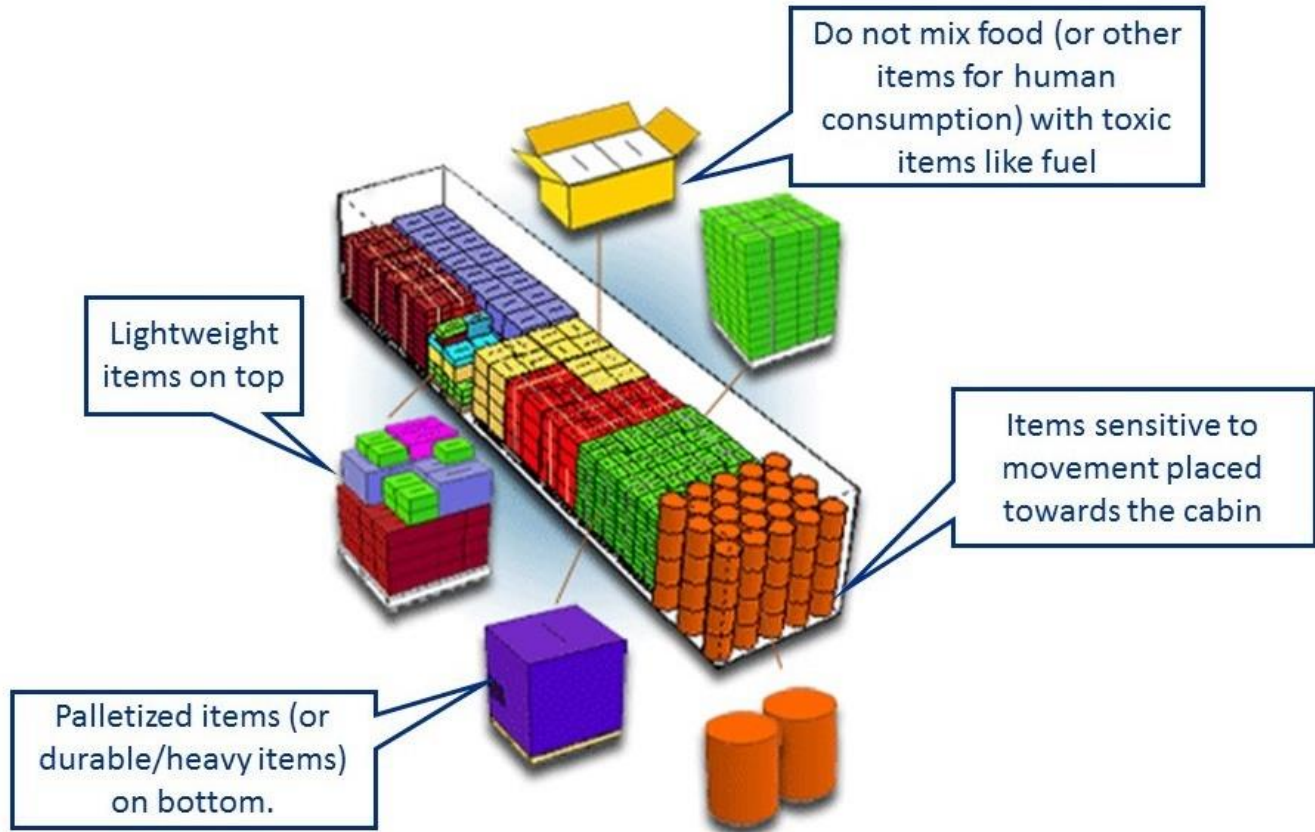 Do not mix food (or other
items for human
consumption) with toxic
items like fuel
Lightweight
items on top
Items sensitive to
movement placed
towards the cabin
Palletized items (or
durable/heavy items)
on bottom.